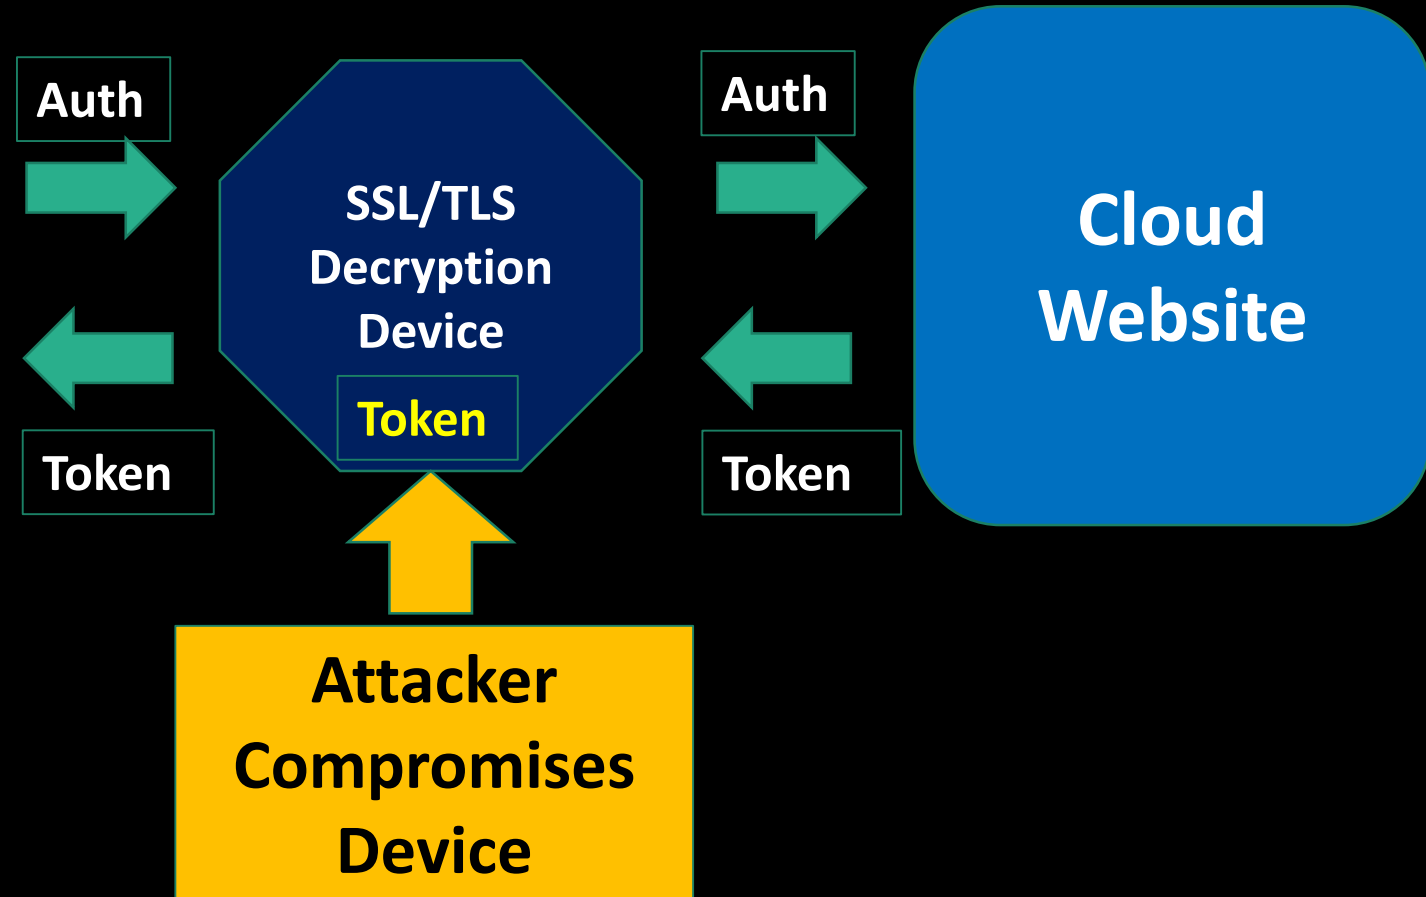 Auth
Auth
SSL/TLS
Decryption
Device
Token
Cloud
Website
Token
Token
Attacker
Compromises
Device